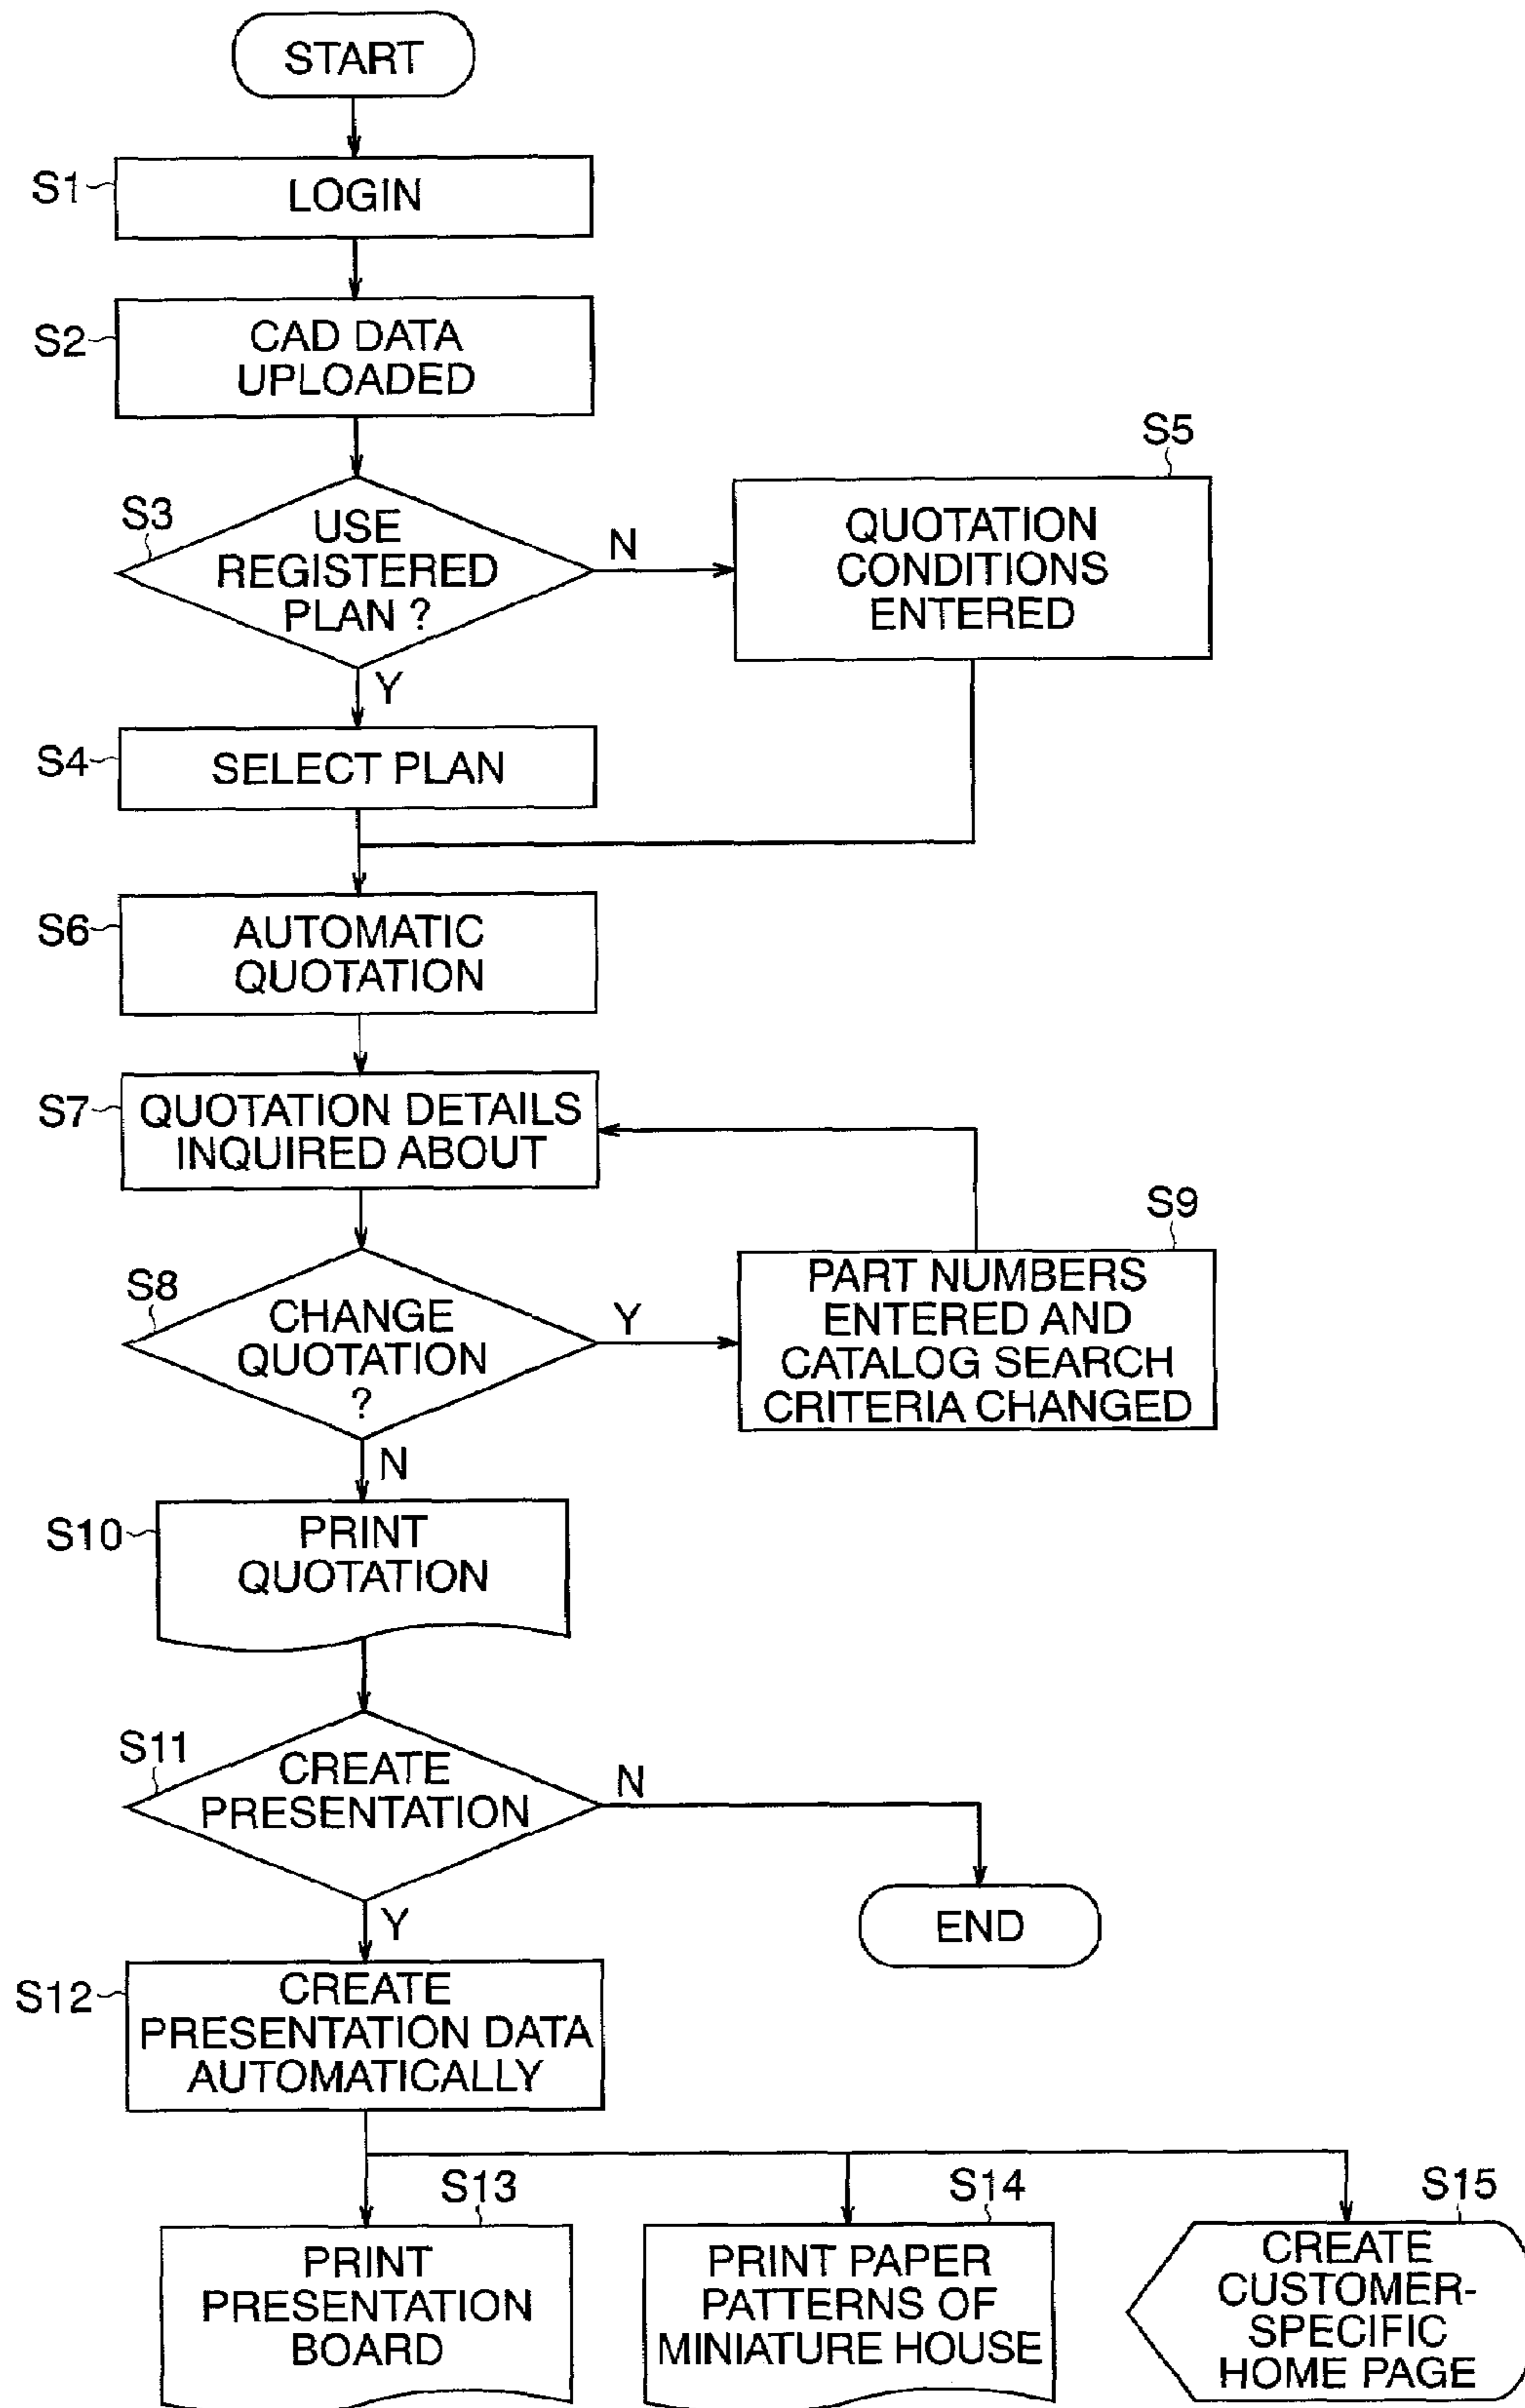 START
S1
LOGIN
S2
CAD DATA
UPLOADED
S3
USE
REGISTERED
PLAN ?
N
Y
S5
QUOTATION
CONDITIONS
ENTERED
S4
SELECT PLAN
S6
AUTOMATIC
QUOTATION
S7
QUOTATION DETAILS
INQUIRED ABOUT
S8
CHANGE
QUOTATION
?
Y
N
S9
PART NUMBERS
ENTERED AND
CATALOG SEARCH
CRITERIA CHANGED
S10
PRINT
QUOTATION
S11
CREATE
PRESENTATION
N
Y
END
S12
CREATE
PRESENTATION DATA
AUTOMATICALLY
S13
PRINT
PRESENTATION
BOARD
S14
PRINT PAPER
PATTERNS OF
MINIATURE HOUSE
S15
CREATE
CUSTOMER-
SPECIFIC
HOME PAGE